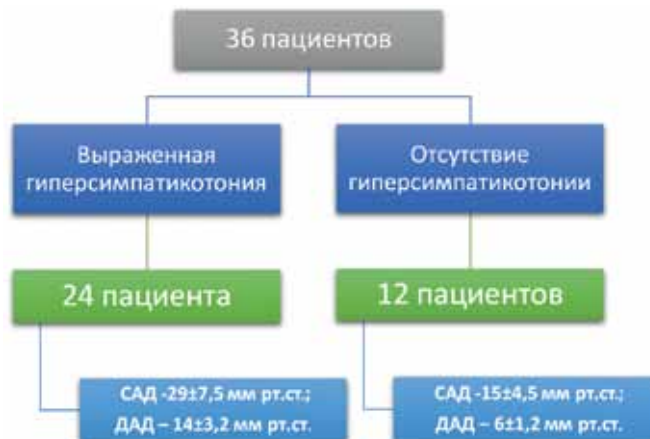 36 пациентов
Выраженная
гиперсимпатикотония
Отсутствие
гиперсимпатикотонии
24 пациента
12 пациентов
САД -29±7,5 мм рт.ст.;
ДАД – 14±3,2 мм рт.ст.
САД -15±4,5 мм рт.ст.;
ДАД – 6±1,2 мм рт.ст.